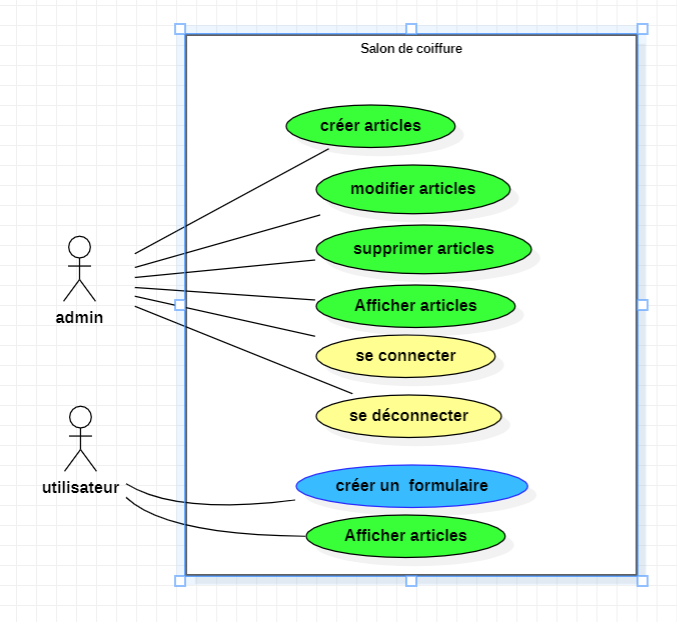 Salon de coiffure
créer articles
modifier articles
supprimer articles
Afficher articles
admin
se connecter
se déconnecter
créer un  formulaire
utilisateur
Afficher articles